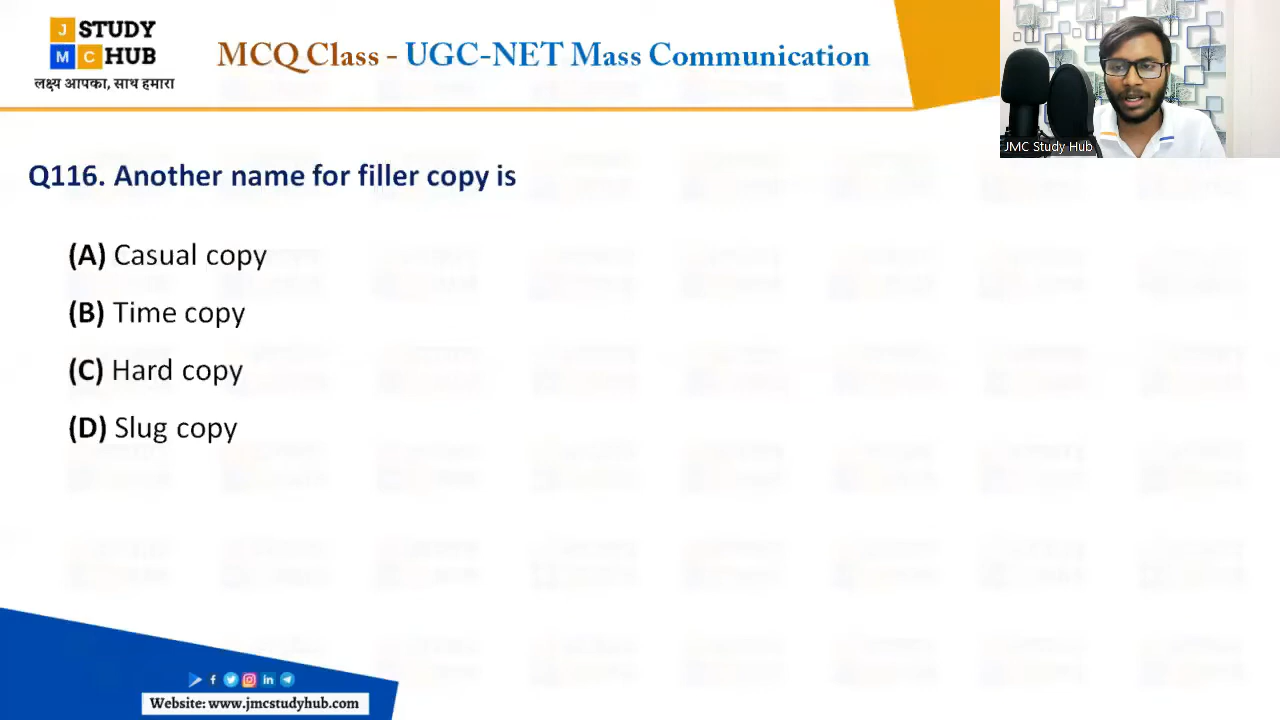 J STUDY
M C HUB
लक्ष्य आपका, साथ हमारा
MCQ Class - UGC-NET Mass Communication
JMC Study Hub
Q116. Another name for filler copy is
(A) Casual copy
(B) Time copy
(C) Hard copy
(D) Slug copy
Website: www.jmcstudyhub.com